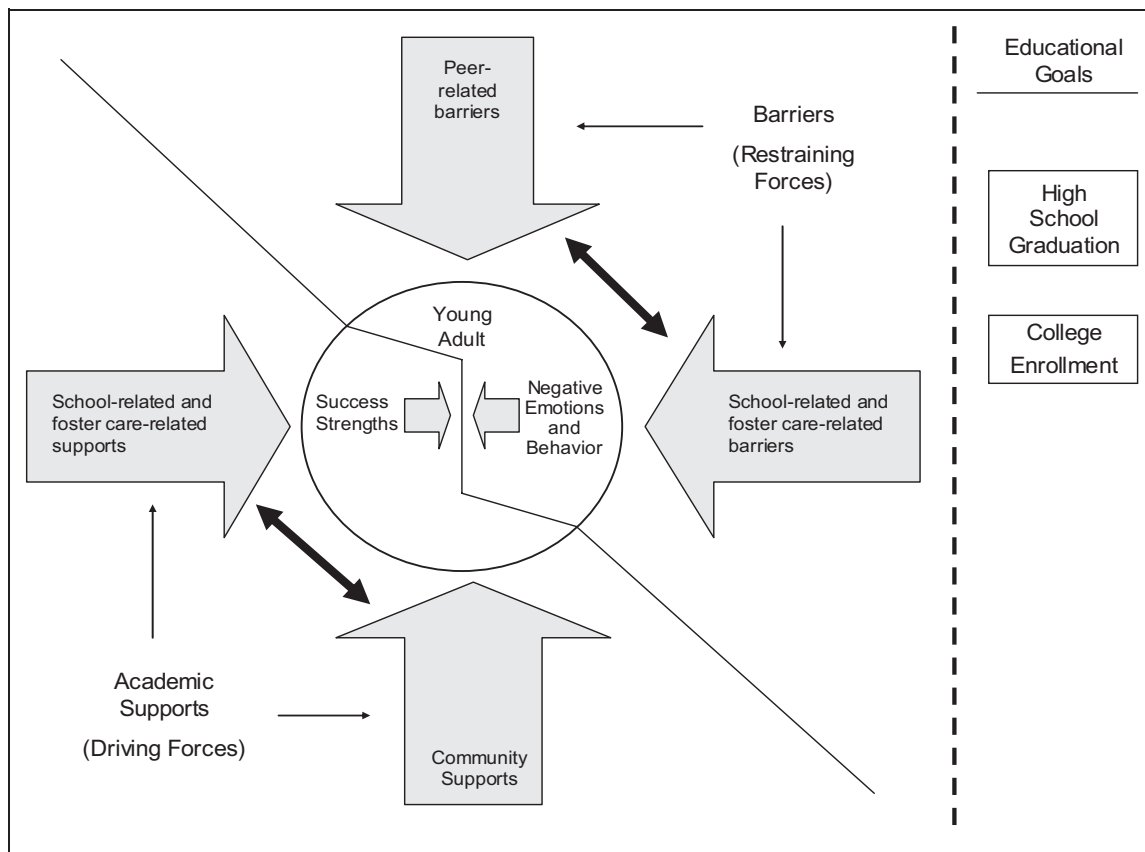 Peer-
related
barriers
Barriers
(Restraining
Forces)
Educational
Goals
High
School
Graduation
College
Enrollment
Young
Adult
Success
Strengths
Negative
Emotions
and
Behavior
School-related and
foster care-related
supports
School-related and
foster care-related
barriers
Academic
Supports
(Driving Forces)
Community
Supports